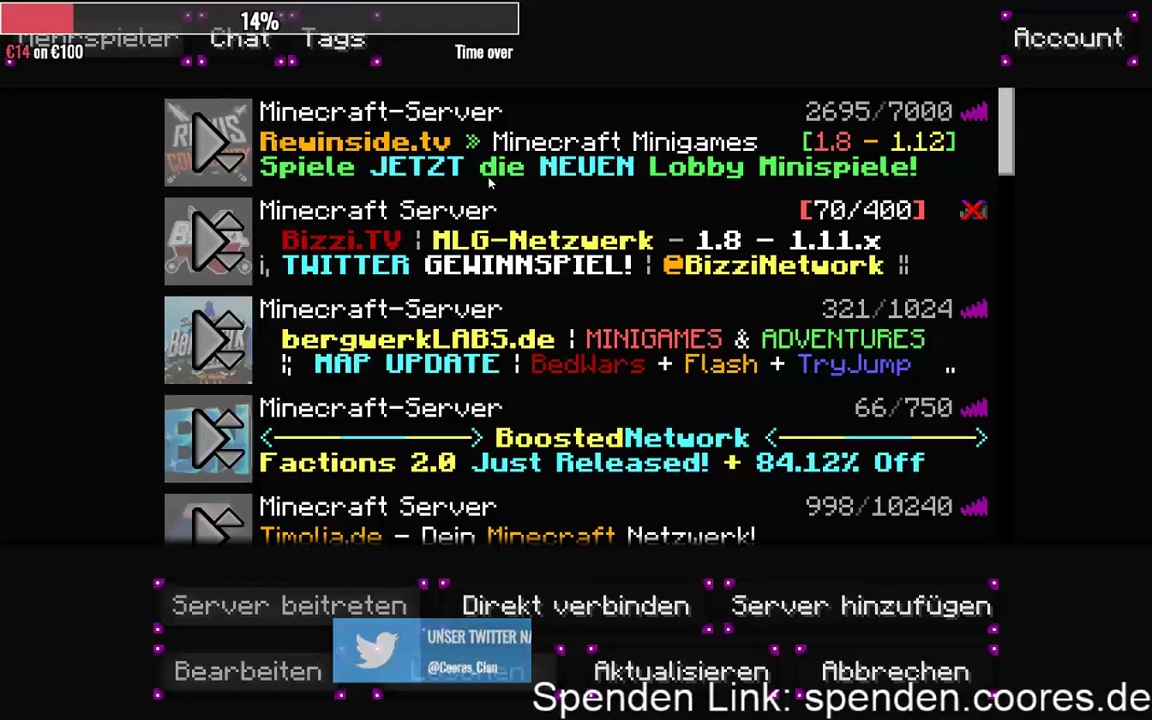 14%
€14 on €100
Time over
Mehrspieler Chat Tags Account
Minecraft-Server 2695/7000
Rewinside.tv » Minecraft Minigames [1.8 - 1.12]
Spiele JETZT die NEUEN Lobby Minispiele!
Minecraft Server [70/400]
Bizzi.TV ¦ MLG-Netzwerk - 1.8 - 1.11.x
i, TWITTER GEWINNSPIEL! ¦ @BizziNetwork ¦¦
Minecraft-Server 321/1024
bergwerkLABS.de ¦ MINIGAMES & ADVENTURES
¦ MAP UPDATE ¦ BedWars + Flash + TryJump ..
Minecraft-Server 66/750
BoostedNetwork
Factions 2.0 Just Released! + 84.12% Off
Minecraft Server 998/10240
Timolia.de - Dein Minecraft Netzwerk!
Server beitreten Direkt verbinden Server hinzufügen
UNSER TWITTER
@Coores_Clan
Bearbeiten Aktualisieren Abbrechen
Spenden Link: spenden.coores.de